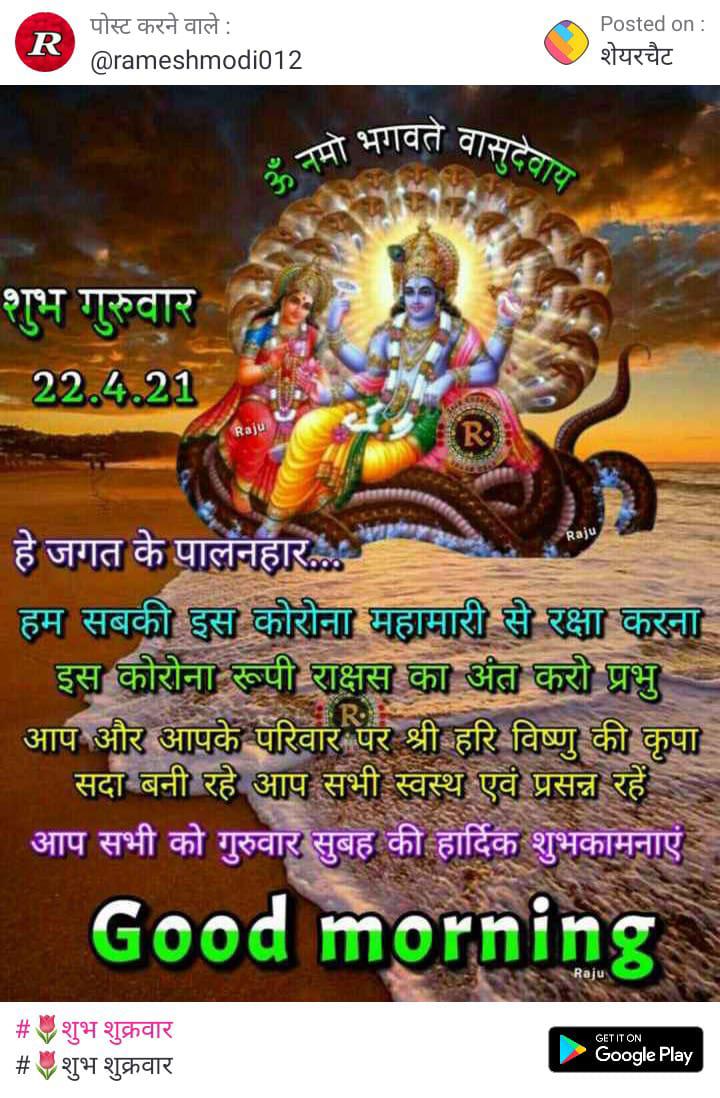 R
पोस्ट करने वाले :
@rameshmodi012
Posted on :
शेयरचैट
ॐ नमो भगवते वासुदेवाय
शुभ गुरुवार
22.4.21
Raju
R
Raju
हे जगत के पालनहार...
हम सबकी इस कोरोना महामारी से रक्षा करना
इस कोरोना रूपी राक्षस का अंत करो प्रभु
R
आप और आपके परिवार पर श्री हरि विष्णु की कृपा
सदा बनी रहे आप सभी स्वस्थ एवं प्रसन्न रहें
आप सभी को गुरुवार सुबह की हार्दिक शुभकामनाएं
Good morning
Raju
#🌷शुभ शुक्रवार
#🌷शुभ शुक्रवार
GET IT ON
Google Play